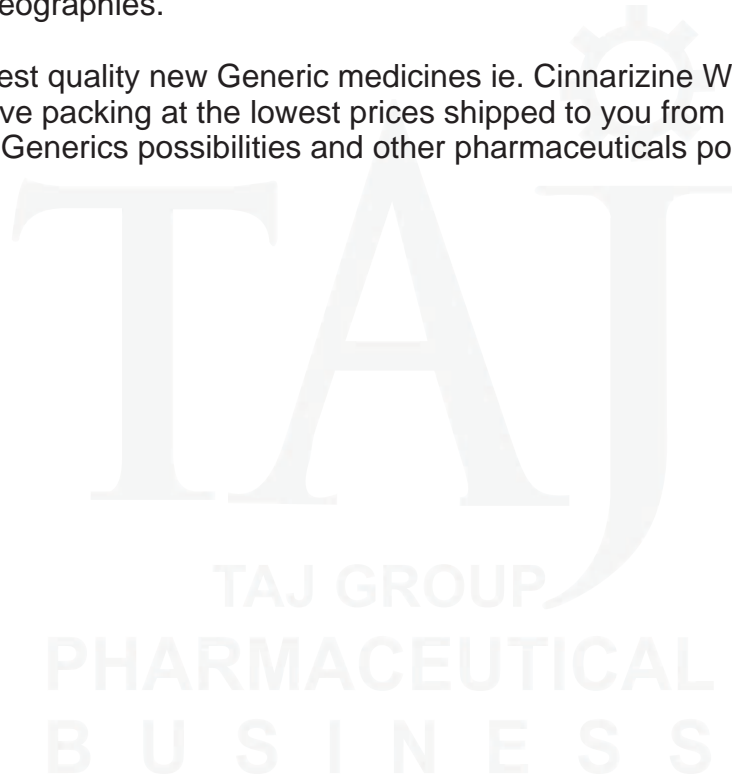 eographies.
est quality new Generic medicines ie. Cinnarizine W
ve packing at the lowest prices shipped to you from
Generics possibilities and other pharmaceuticals po
TAJ
TAJ GROUP
PHARMACEUTICAL
BUSINESS